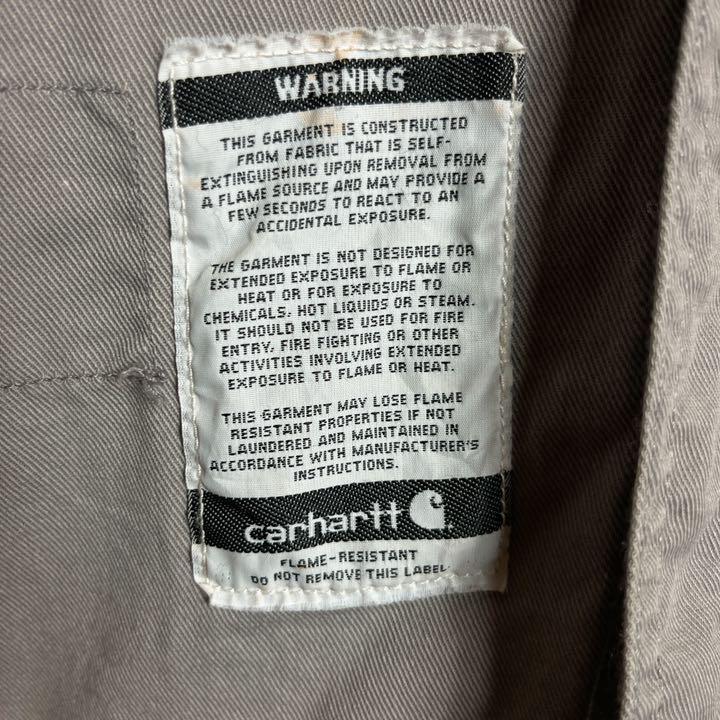 WARNING
THIS GARMENT IS CONSTRUCTED
FROM FABRIC THAT IS SELF-
EXTINGUISHING UPON REMOVAL FROM
A FLAME SOURCE AND MAY PROVIDE A
FEW SECONDS TO REACT TO AN
ACCIDENTAL EXPOSURE.
THE GARMENT IS NOT DESIGNED FOR
EXTENDED EXPOSURE TO FLAME OR
HEAT OR FOR EXPOSURE TO
CHEMICALS, HOT LIQUIDS OR STEAM.
IT SHOULD NOT BE USED FOR FIRE
ENTRY, FIRE FIGHTING OR OTHER
ACTIVITIES INVOLVING EXTENDED
EXPOSURE TO FLAME OR HEAT.
THIS GARMENT MAY LOSE FLAME
RESISTANT PROPERTIES IF NOT
LAUNDERED AND MAINTAINED IN
ACCORDANCE WITH MANUFACTURER'S
INSTRUCTIONS.
carhartt
FLAME-RESISTANT
DO NOT REMOVE THIS LABEL